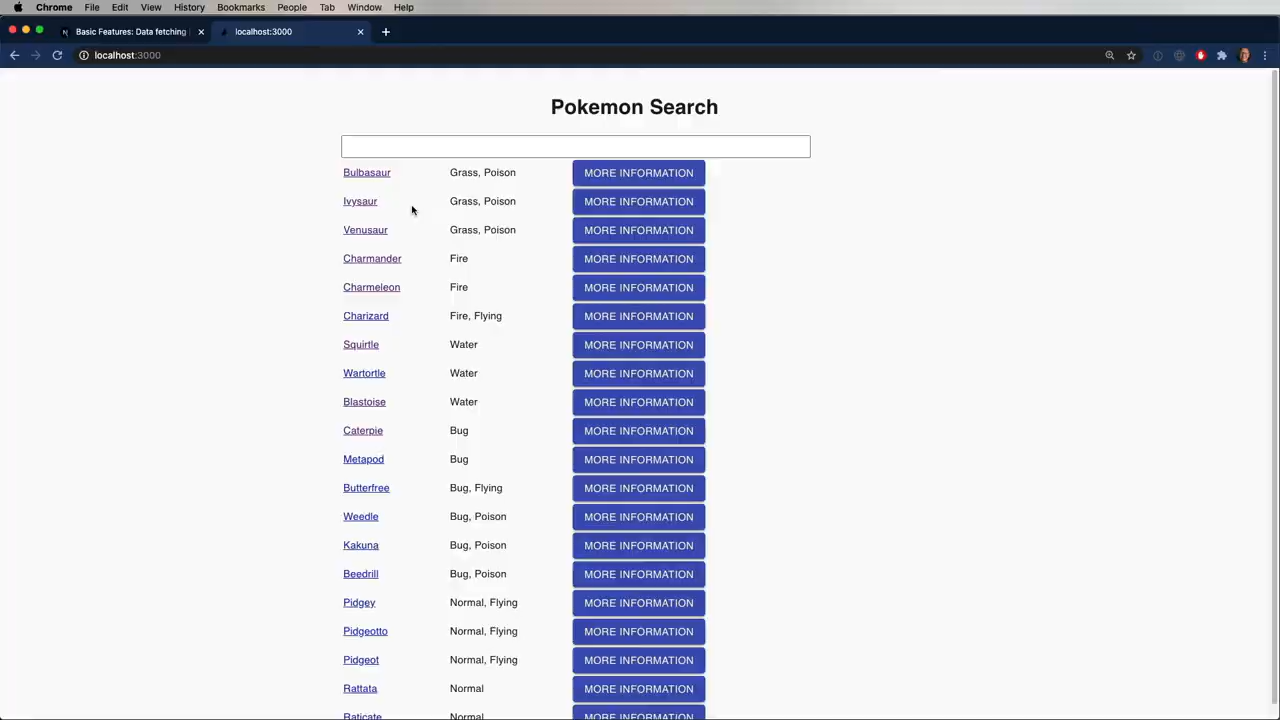 Chrome File Edit View History Bookmarks People Tab Window Help
Basic Features: Data fetching localhost:3000
localhost:3000
Pokemon Search
Bulbasaur Grass, Poison MORE INFORMATION
Ivysaur Grass, Poison MORE INFORMATION
Venusaur Grass, Poison MORE INFORMATION
Charmander Fire MORE INFORMATION
Charmeleon Fire MORE INFORMATION
Charizard Fire, Flying MORE INFORMATION
Squirtle Water MORE INFORMATION
Wartortle Water MORE INFORMATION
Blastoise Water MORE INFORMATION
Caterpie Bug MORE INFORMATION
Metapod Bug MORE INFORMATION
Butterfree Bug, Flying MORE INFORMATION
Weedle Bug, Poison MORE INFORMATION
Kakuna Bug, Poison MORE INFORMATION
Beedrill Bug, Poison MORE INFORMATION
Pidgey Normal, Flying MORE INFORMATION
Pidgeotto Normal, Flying MORE INFORMATION
Pidgeot Normal, Flying MORE INFORMATION
Rattata Normal MORE INFORMATION
Raticate Normal MORE INFORMATION